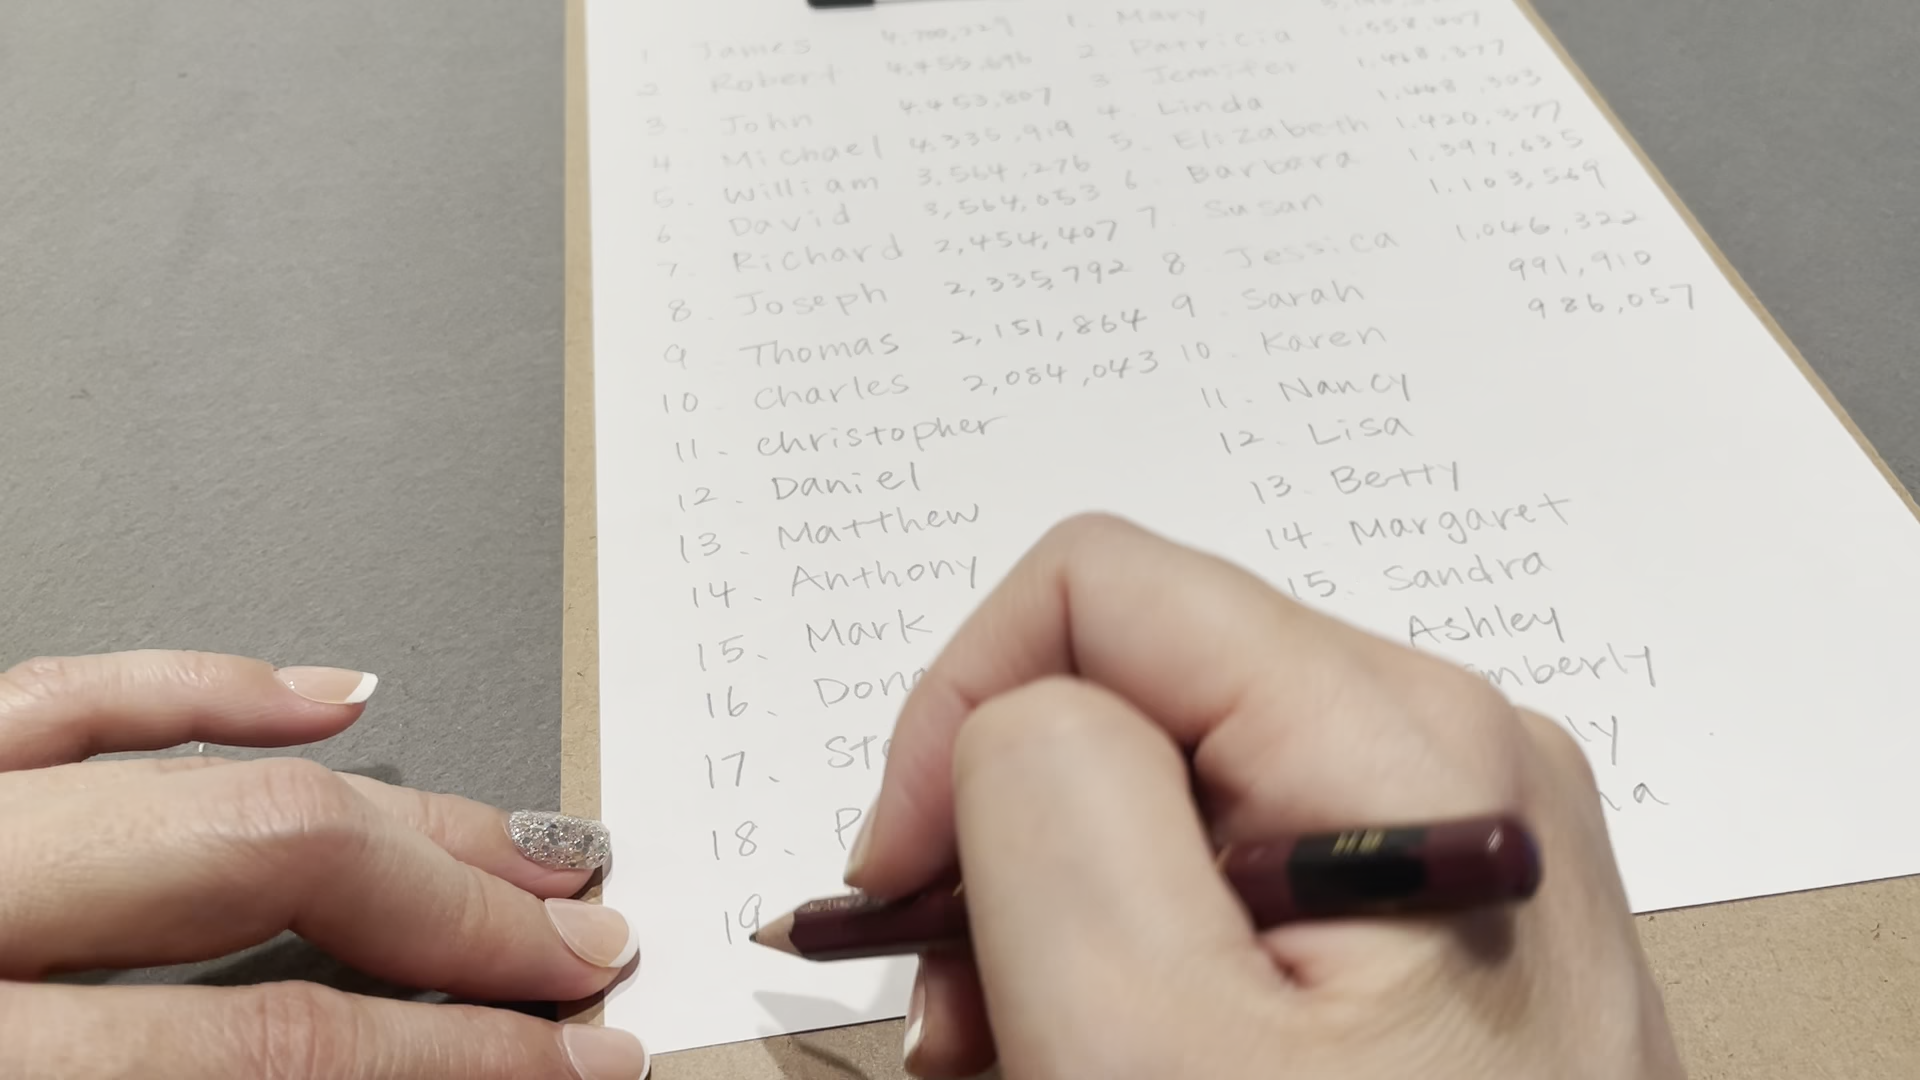 1. James 4,700,729 1. Mary
2 Robert 4,455,696 2 Patricia 1,558,407
3. John 4,453,807 3 Jennifer 1,468,377
4 Michael 4,335,919 4. Linda 1,448,303
5. William 3,564,276 5. Elizabeth 1,420,377
6 David 3,564,053 6. Barbara 1,397,635
7. Richard 2,454,407 7. Susan 1,103,569
8. Joseph 2,335,792 8. Jessica 1,046,322
9 Thomas 2,151,864 9. Sarah 991,910
10 Charles 2,084,043 10. Karen 986,057
11. Christopher 11. Nancy
12. Daniel 12. Lisa
13. Matthew 13. Betty
14. Anthony 14. Margaret
15. Mark 15. Sandra
16. Ashley
17.
18.
19